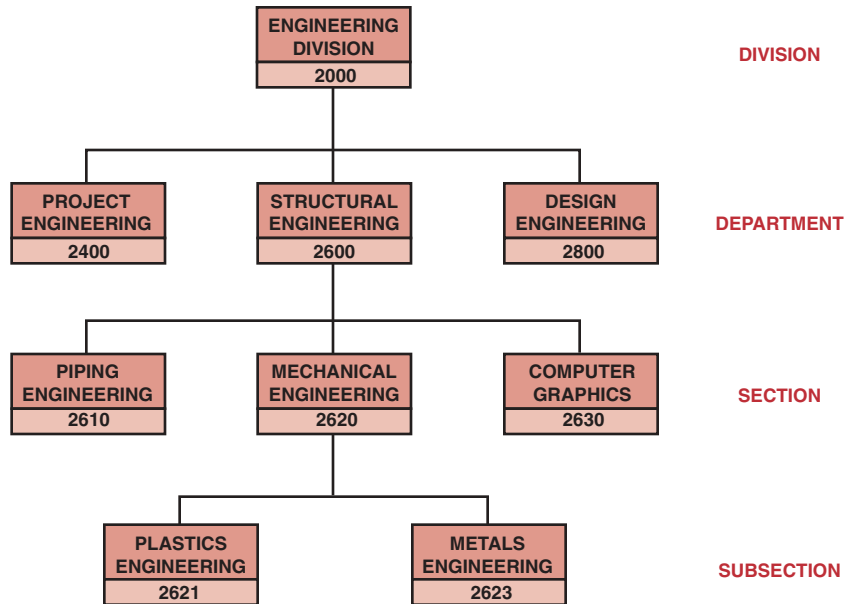 ENGINEERING
DIVISION
2000
DIVISION
PROJECT
ENGINEERING
2400
STRUCTURAL
ENGINEERING
2600
DESIGN
ENGINEERING
2800
DEPARTMENT
PIPING
ENGINEERING
2610
MECHANICAL
ENGINEERING
2620
COMPUTER
GRAPHICS
2630
SECTION
PLASTICS
ENGINEERING
2621
METALS
ENGINEERING
2623
SUBSECTION